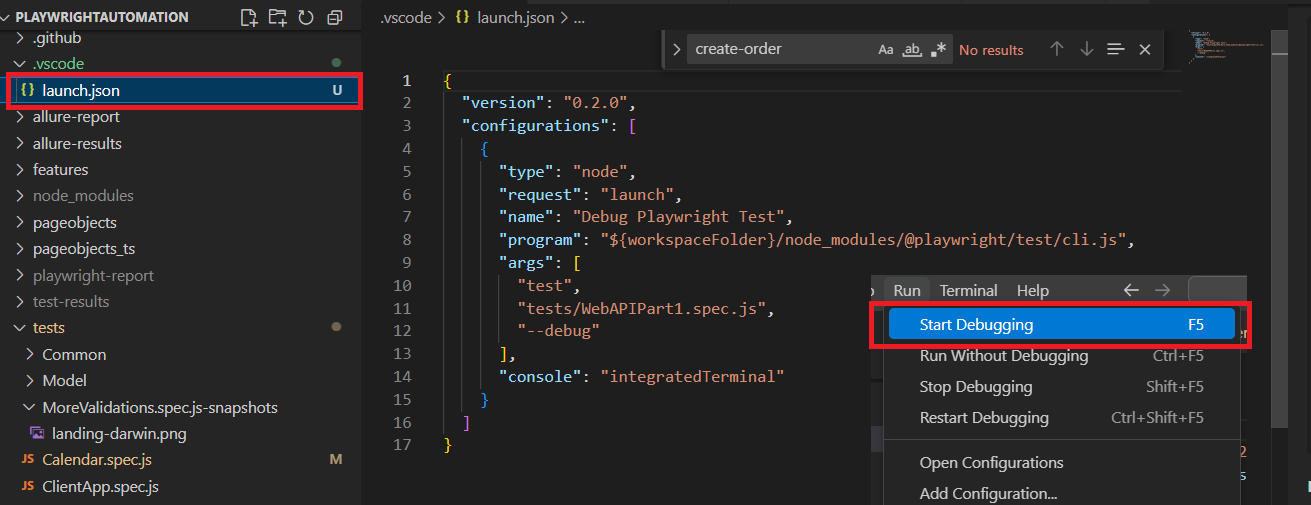 PLAYWRIGHTAUTOMATION
.github
.vscode
{} launch.json U
allure-report
allure-results
features
node_modules
pageobjects
pageobjects_ts
playwright-report
test-results
tests
Common
Model
MoreValidations.spec.js-snapshots
landing-darwin.png
JS Calendar.spec.js M
JS ClientApp.spec.js
.vscode > {} launch.json > ...
create-order Aa ab .* No results
1 {
2 "version": "0.2.0",
3 "configurations": [
4 {
5 "type": "node",
6 "request": "launch",
7 "name": "Debug Playwright Test",
8 "program": "${workspaceFolder}/node_modules/@playwright/test/cli.js",
9 "args": [
10 "test",
11 "tests/WebAPIPart1.spec.js",
12 "--debug"
13 ],
14 "console": "integratedTerminal"
15 }
16 ]
17 }
Run Terminal Help
Start Debugging F5
Run Without Debugging Ctrl+F5
Stop Debugging Shift+F5
Restart Debugging Ctrl+Shift+F5
Open Configurations
Add Configuration...